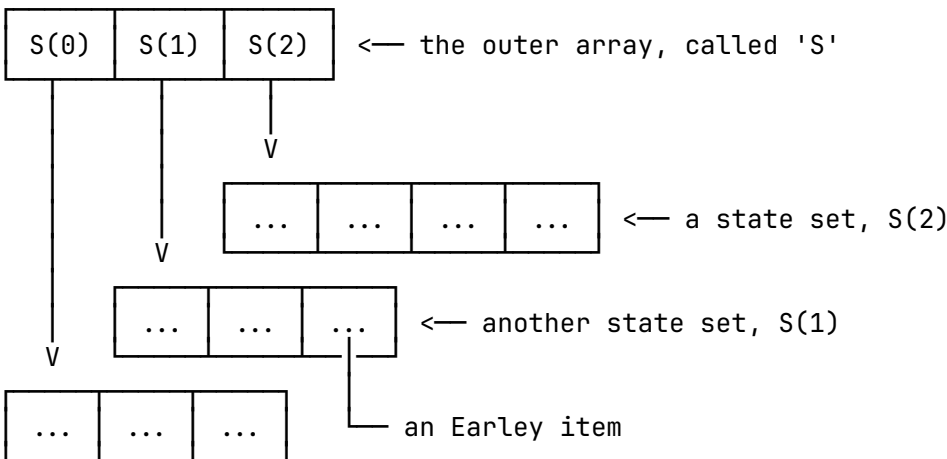 S(0) S(1) S(2) <── the outer array, called 'S'
V
... ... ... ... <── a state set, S(2)
V
... ... ... <── another state set, S(1)
V
an Earley item
... ... ...